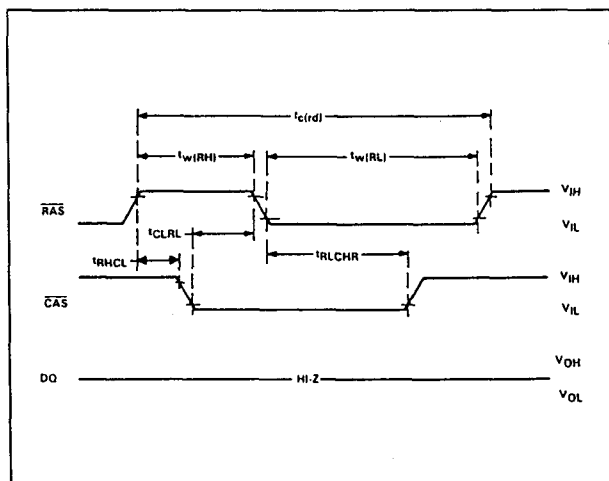 tc(rd)
tw(RH) tw(RL)
RAS VIH
VIL
tCLRL
tRHCL tRLCHR
CAS VIH
VIL
VOH
DQ HI-Z
VOL